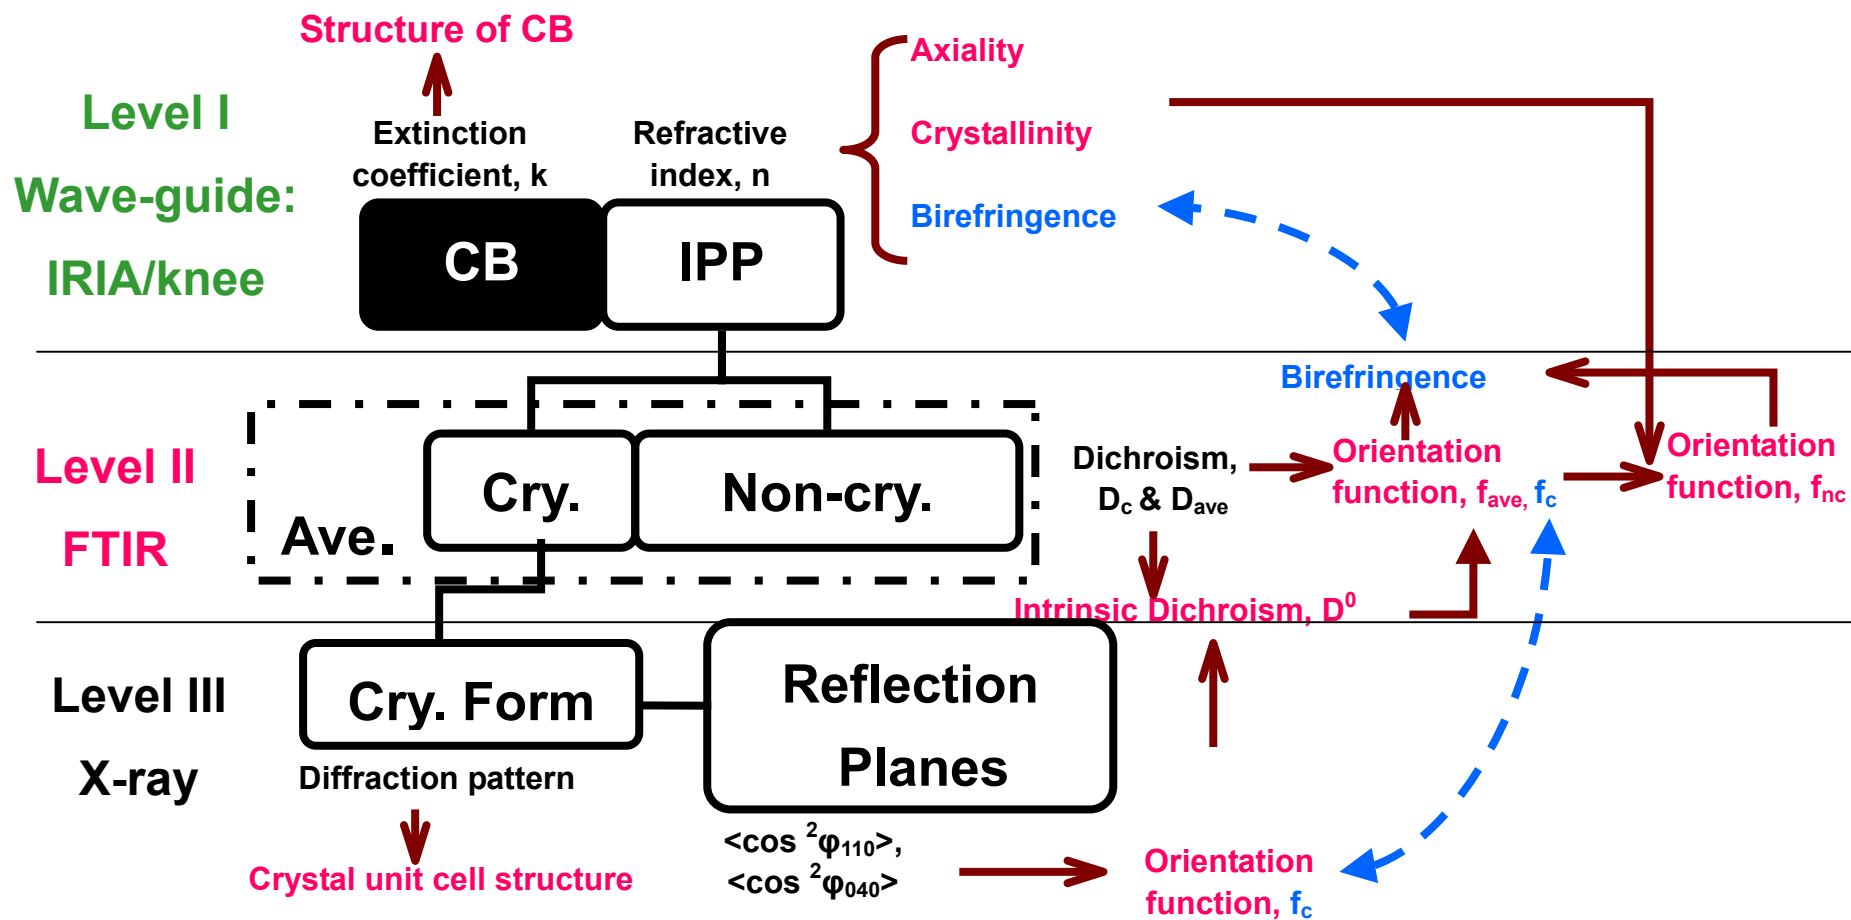 Structure of CB
Level I
Wave-guide:
IRIA/knee
Extinction
coefficient, k
Refractive
index, n
CB
IPP
Axiality
Crystallinity
Birefringence
Level II
FTIR
Ave.
Cry.
Non-cry.
Dichroism,
Dc & Dave
Birefringence
Orientation
function, fave, fc
Orientation
function, fnc
Intrinsic Dichroism, D⁰
Level III
X-ray
Cry. Form
Reflection
Planes
Diffraction pattern
Crystal unit cell structure
<cos ²φ₁₁₀>,
<cos ²φ₀₄₀>
Orientation
function, fc